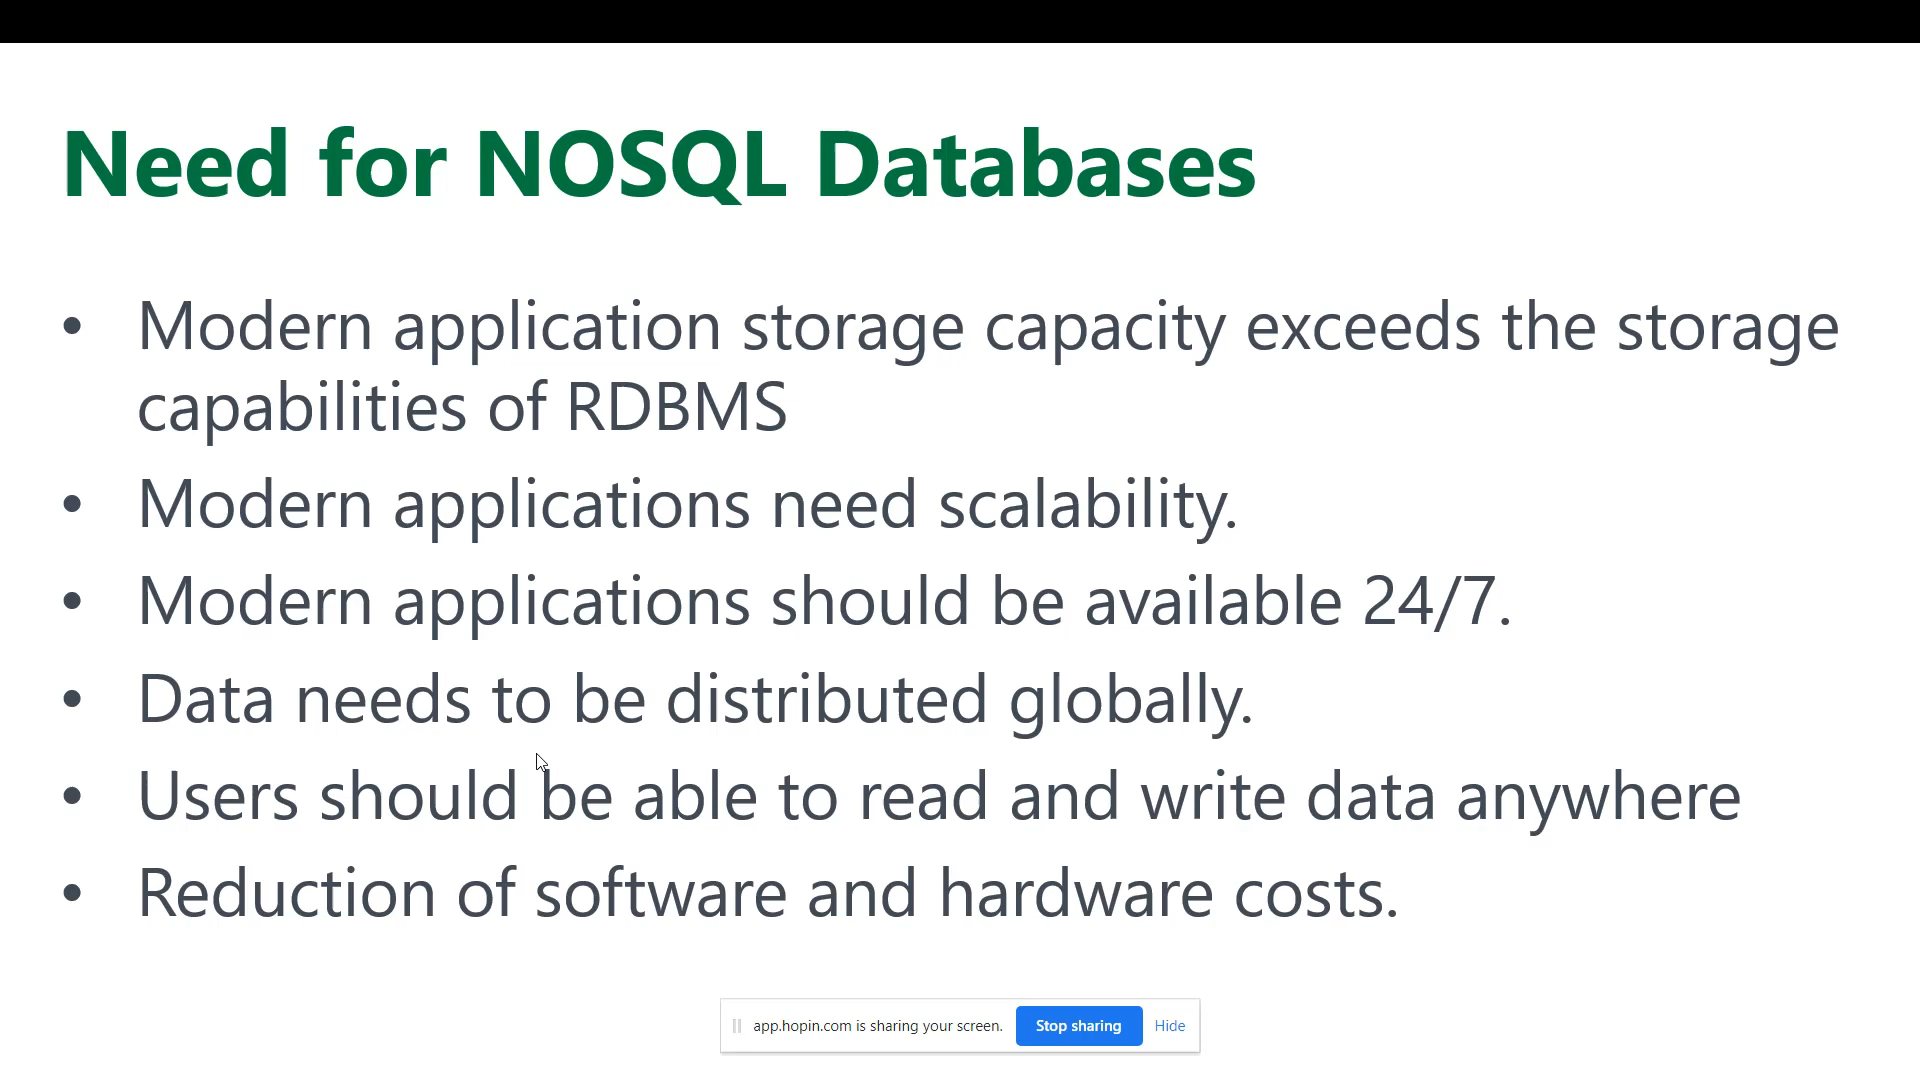 Need for NOSQL Databases
• Modern application storage capacity exceeds the storage
capabilities of RDBMS
• Modern applications need scalability.
• Modern applications should be available 24/7.
• Data needs to be distributed globally.
• Users should be able to read and write data anywhere
• Reduction of software and hardware costs.
app.hopin.com is sharing your screen. Stop sharing Hide